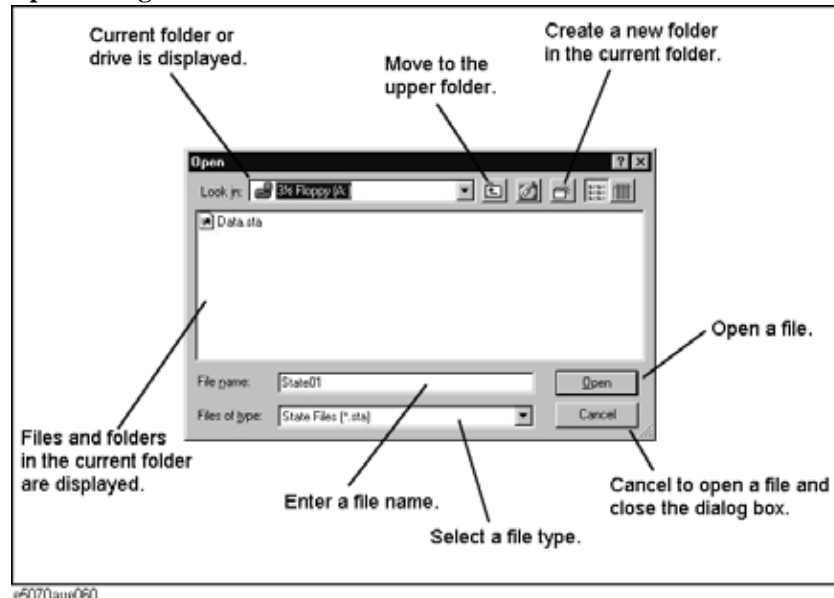 Current folder or
drive is displayed.
Create a new folder
in the current folder.
Move to the
upper folder.
Open
Look in: 3½ Floppy (A:
Data.sta
Open a file.
File name: State01 Open
Files of type: State Files (*.sta) Cancel
Files and folders
in the current folder
are displayed.
Enter a file name.
Select a file type.
Cancel to open a file and
close the dialog box.
e5070aue060